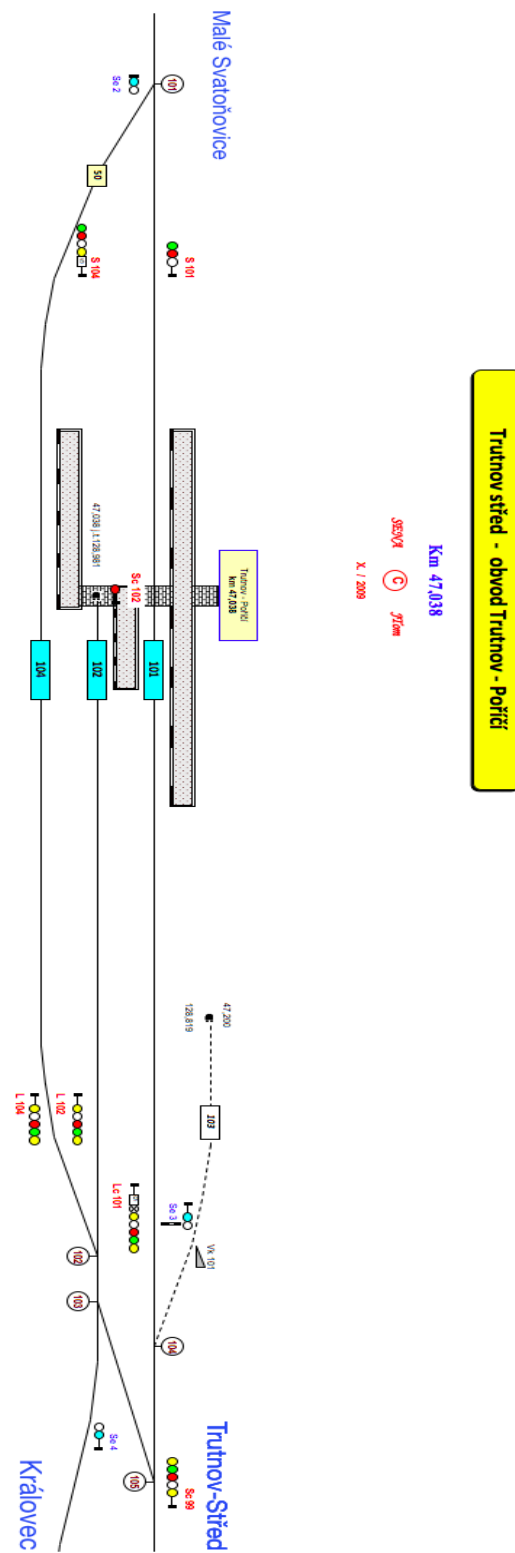 Trutnov střed - obvod Trutnov - Poříčí
Km 47,038
©
X. / 2009
Malé Svatoňovice
Trutnov-Střed
Královec
Trutnov - Poříčí
km 47,038
101
Se 2
50
S 104
S 101
47,038 j.t.128,981
Sc 102
104
102
101
47,200
128,819
103
Se 3
Vk 101
L 104
L 102
Lc 101
102
103
104
105
Se 4
Sc 99